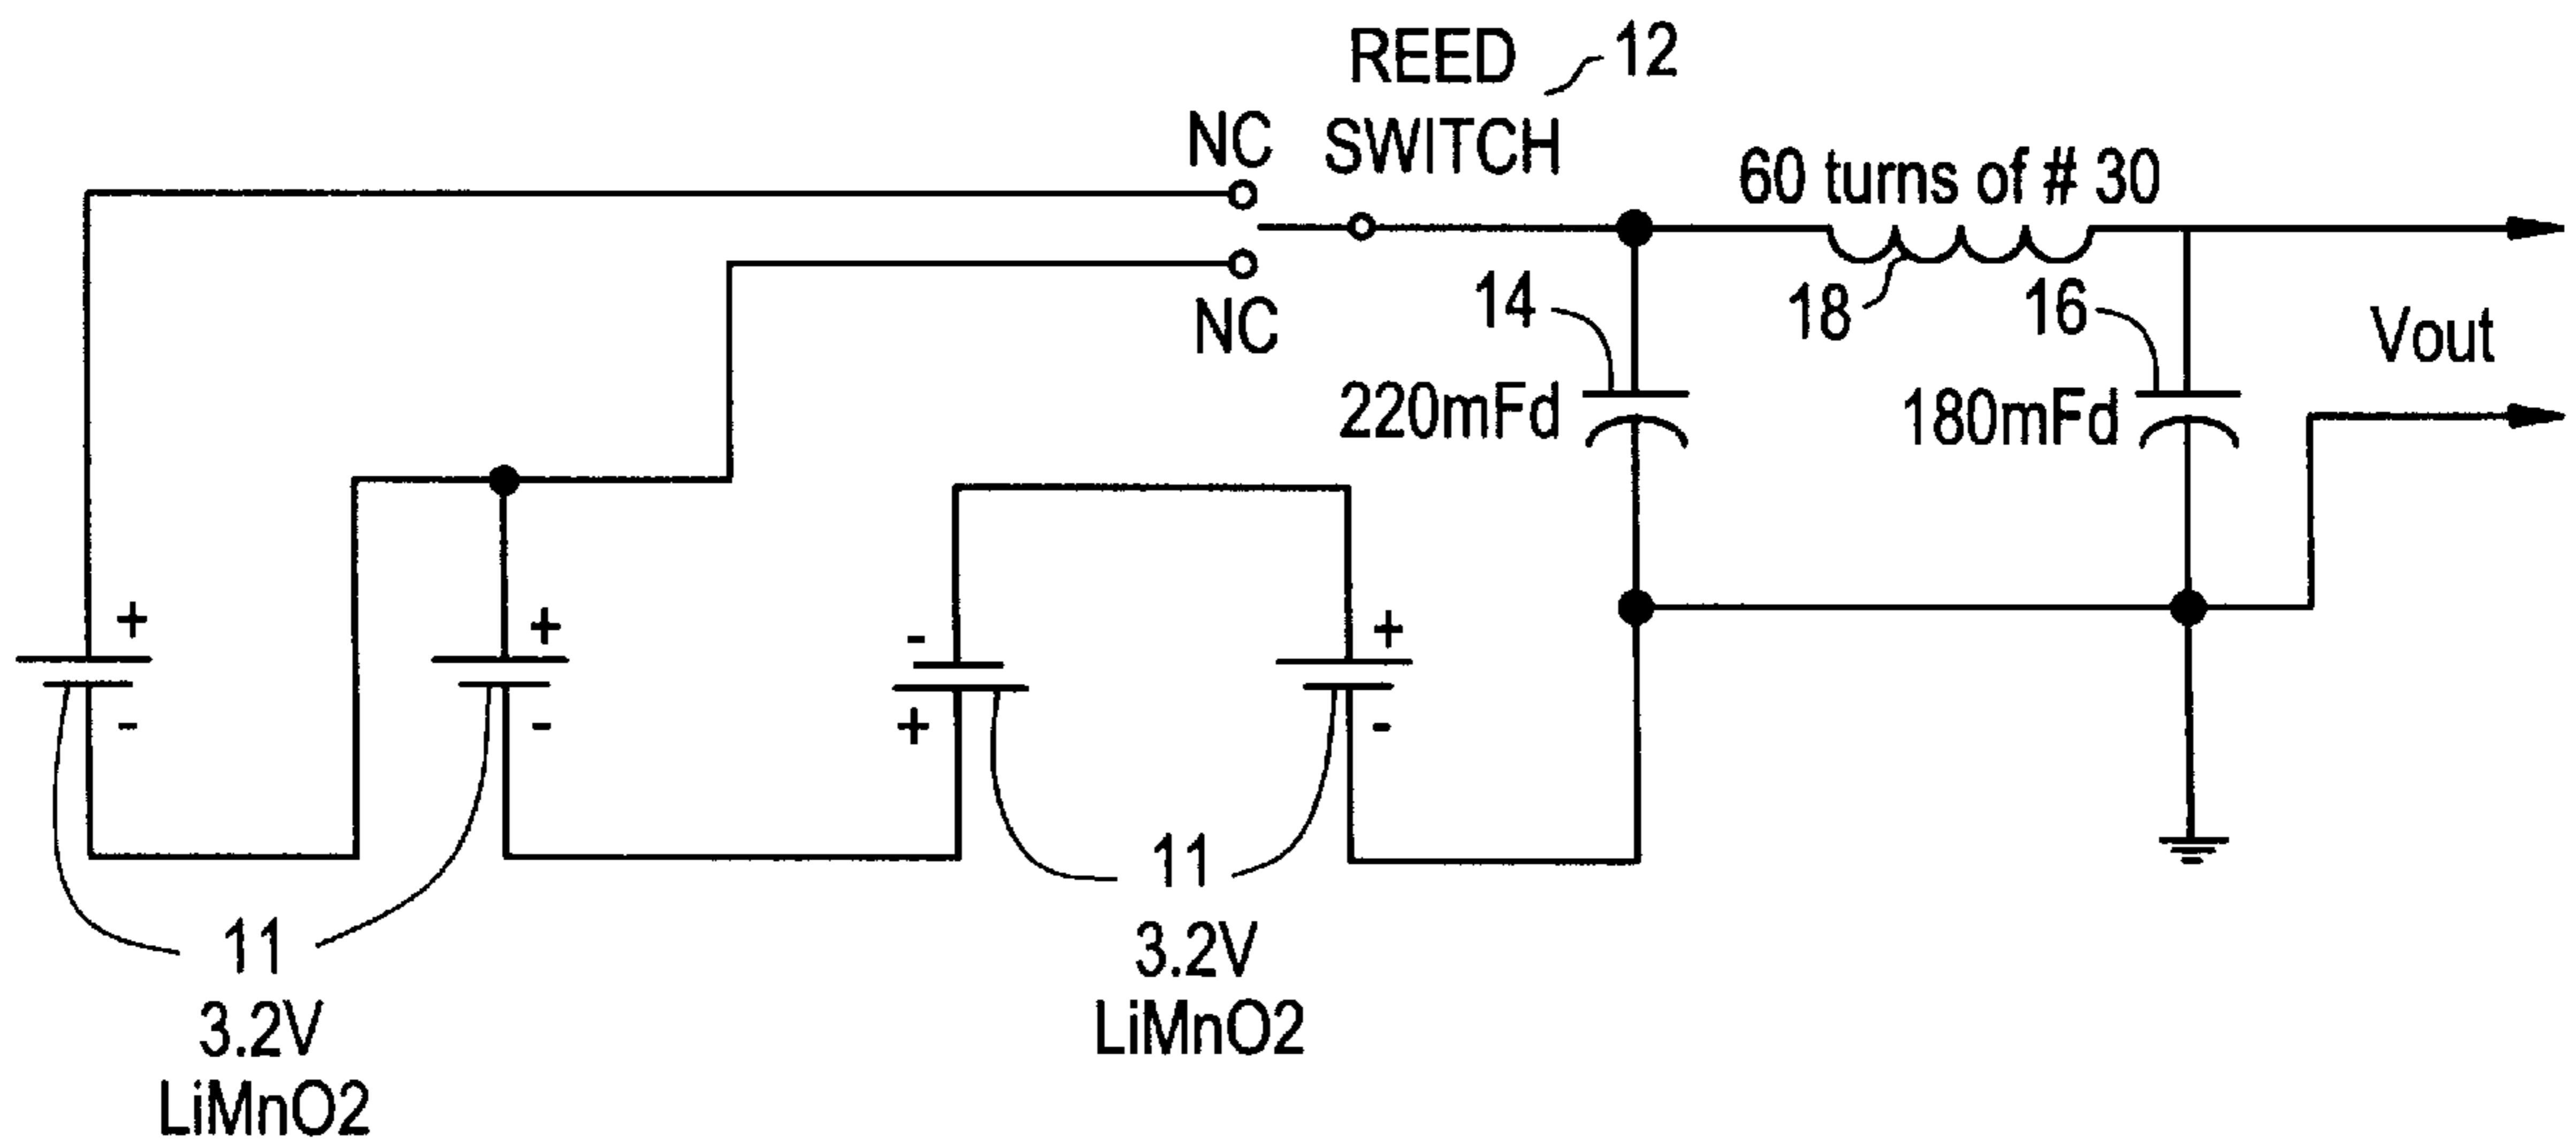 REED
SWITCH
12
NC
NC
60 turns of # 30
14
18
16
Vout
220mFd
180mFd
+
-
+
-
-
+
+
-
11
3.2V
LiMnO2
11
3.2V
LiMnO2